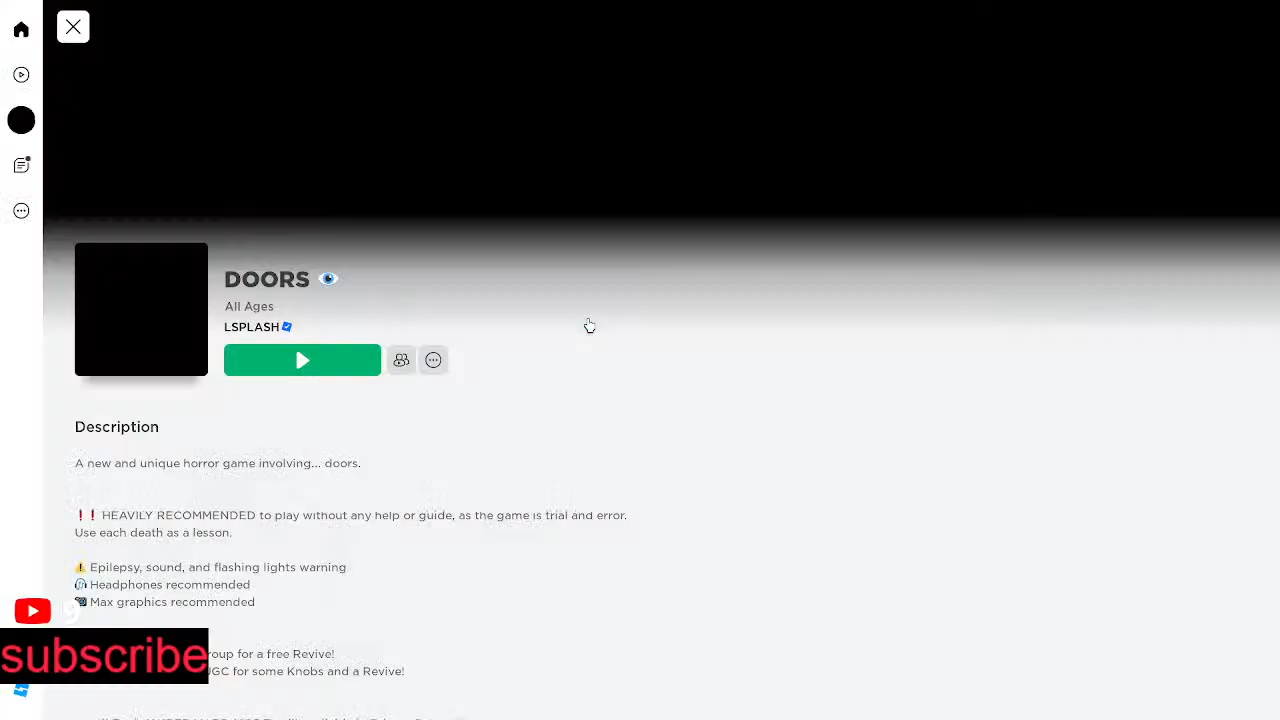 DOORS
All Ages
LSPLASH
Description
A new and unique horror game involving... doors.
HEAVILY RECOMMENDED to play without any help or guide, as the game is trial and error.
Use each death as a lesson.
Epilepsy, sound, and flashing lights warning
Headphones recommended
Max graphics recommended
9
for a free Revive!
subscribe
for some Knobs and a Revive!